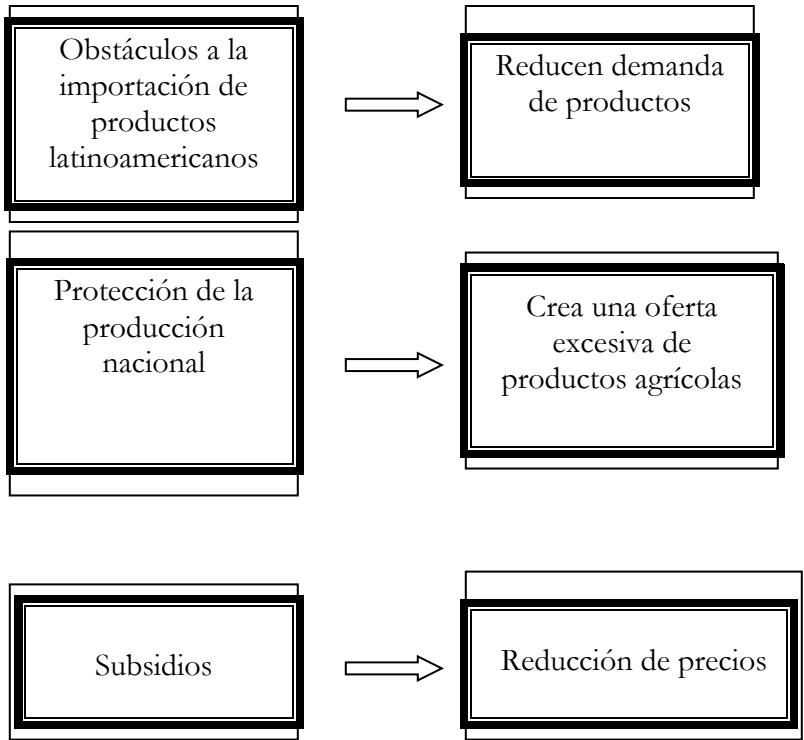 Obstáculos a la
importación de
productos
latinoamericanos
Reducen demanda
de productos
Protección de la
producción
nacional
Crea una oferta
excesiva de
productos agrícolas
Subsidios
Reducción de precios